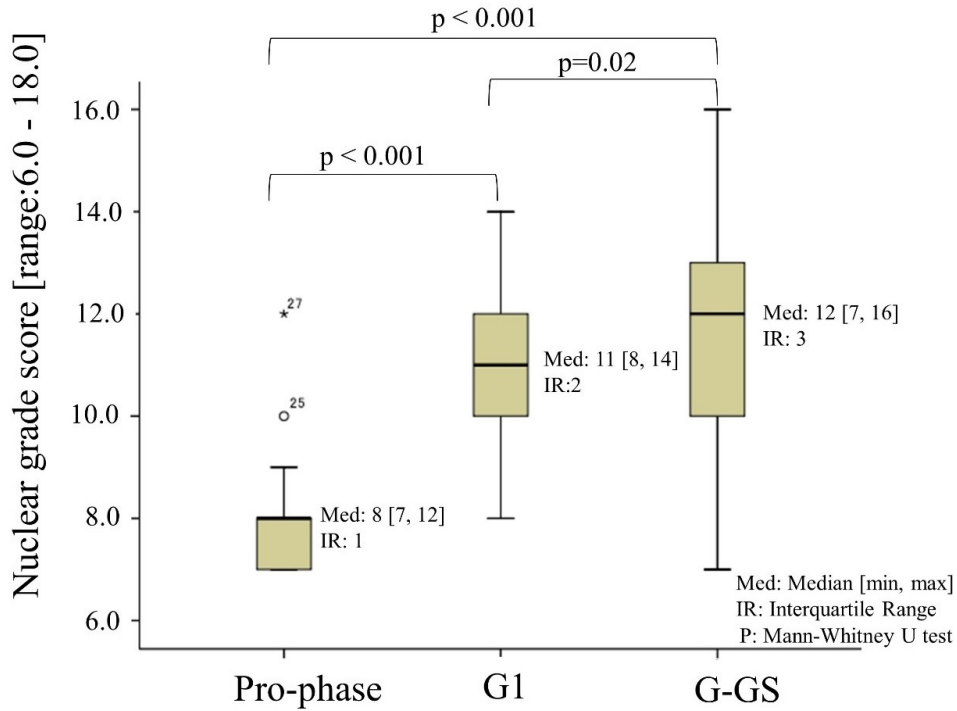 p < 0.001
p=0.02
p < 0.001
Nuclear grade score [range:6.0 - 18.0]
16.0
14.0
12.0
10.0
8.0
6.0
27
25
Med: 8 [7, 12]
IR: 1
Med: 11 [8, 14]
IR:2
Med: 12 [7, 16]
IR: 3
Med: Median [min, max]
IR: Interquartile Range
P: Mann-Whitney U test
Pro-phase
G1
G-GS